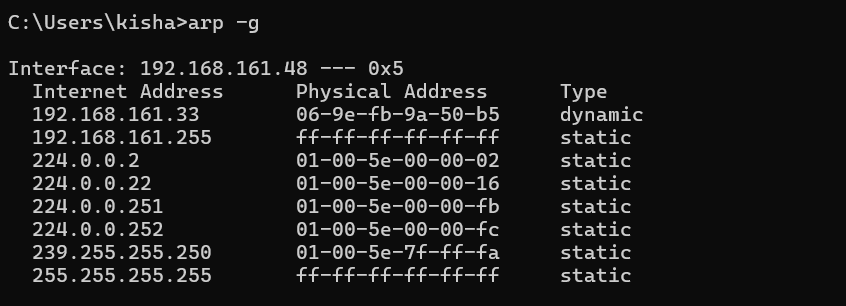 C:\Users\kisha>arp -g
Interface: 192.168.161.48 --- 0x5
Internet Address Physical Address Type
192.168.161.33 06-9e-fb-9a-50-b5 dynamic
192.168.161.255 ff-ff-ff-ff-ff-ff static
224.0.0.2 01-00-5e-00-00-02 static
224.0.0.22 01-00-5e-00-00-16 static
224.0.0.251 01-00-5e-00-00-fb static
224.0.0.252 01-00-5e-00-00-fc static
239.255.255.250 01-00-5e-7f-ff-fa static
255.255.255.255 ff-ff-ff-ff-ff-ff static